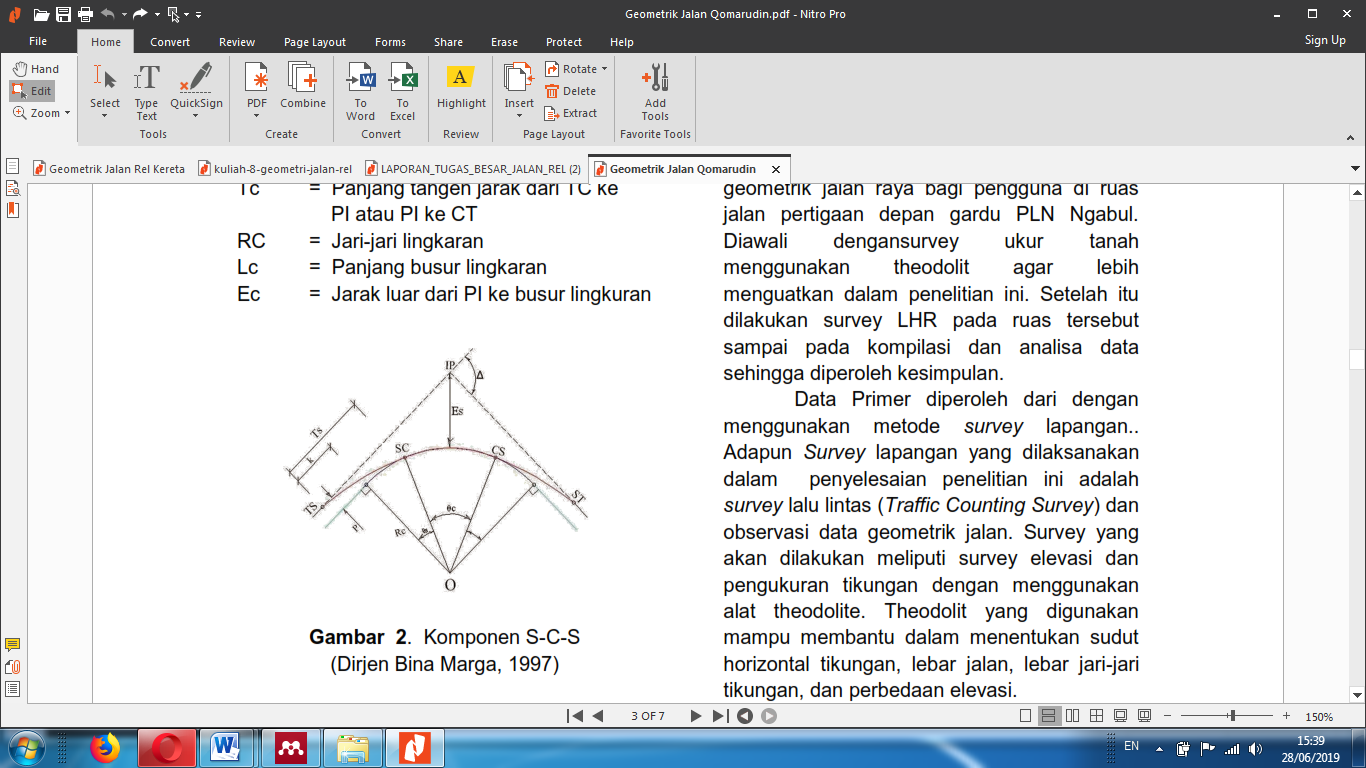 Geometrik Jalan Qomarudin.pdf - Nitro Pro
File Home Convert Review Page Layout Forms Share Erase Protect Help Sign Up
Hand
Edit
Zoom
Select
Type Text
QuickSign
Tools
PDF
Combine
Create
To Word
To Excel
Convert
Highlight
Review
Insert
Rotate
Delete
Extract
Page Layout
Add Tools
Favorite Tools
Geometrik Jalan Rel Kereta
kuliah-8-geometri-jalan-rel
LAPORAN_TUGAS_BESAR_JALAN_REL (2)
Geometrik Jalan Qomarudin
Tc = Panjang tangen jarak dari TC ke
PI atau PI ke CT
RC = Jari-jari lingkaran
Lc = Panjang busur lingkaran
Ec = Jarak luar dari PI ke busur lingkuran
IP
Δ
Es
Ts
k
SC
CS
TS
ST
P
Rc
θc
O
Gambar 2. Komponen S-C-S
(Dirjen Bina Marga, 1997)
geometrik jalan raya bagi pengguna di ruas
jalan pertigaan depan gardu PLN Ngabul.
Diawali dengansurvey ukur tanah
menggunakan theodolit agar lebih
menguatkan dalam penelitian ini. Setelah itu
dilakukan survey LHR pada ruas tersebut
sampai pada kompilasi dan analisa data
sehingga diperoleh kesimpulan.
Data Primer diperoleh dari dengan
menggunakan metode survey lapangan..
Adapun Survey lapangan yang dilaksanakan
dalam penyelesaian penelitian ini adalah
survey lalu lintas (Traffic Counting Survey) dan
observasi data geometrik jalan. Survey yang
akan dilakukan meliputi survey elevasi dan
pengukuran tikungan dengan menggunakan
alat theodolite. Theodolit yang digunakan
mampu membantu dalam menentukan sudut
horizontal tikungan, lebar jalan, lebar jari-jari
tikungan, dan perbedaan elevasi.
3 OF 7
150%
EN
15:39
28/06/2019